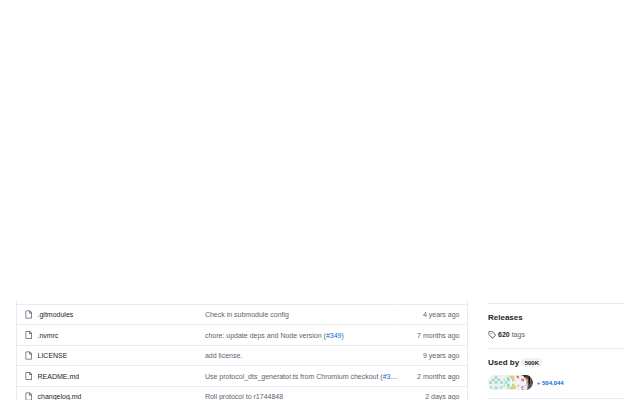 .gitmodules Check in submodule config 4 years ago
.nvmrc chore: update deps and Node version (#349) 7 months ago
LICENSE add license. 9 years ago
README.md Use protocol_dts_generator.ts from Chromium checkout (#3… 2 months ago
changelog.md Roll protocol to r1744848 2 days ago
Releases
620 tags
Used by 500K
+ 504,044